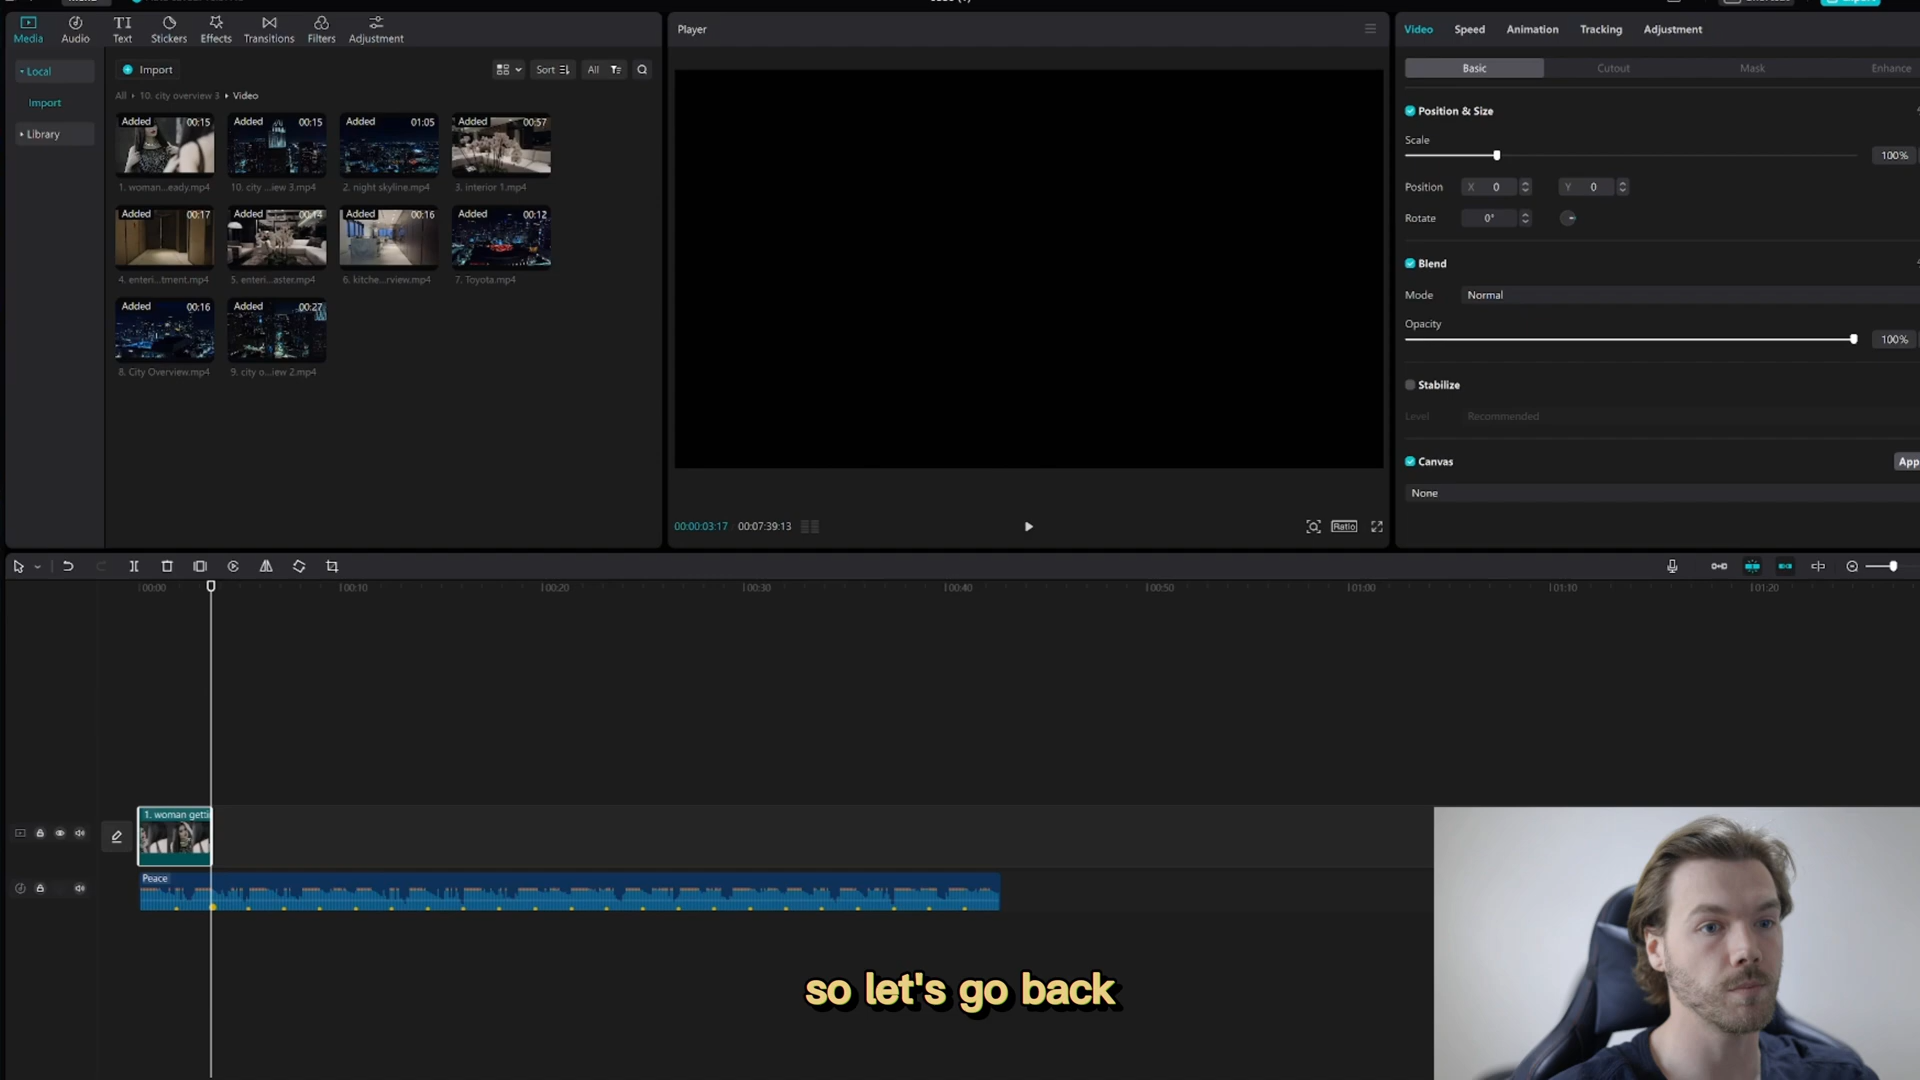 Media
Audio
Text
Stickers
Effects
Transitions
Filters
Adjustment
Local
Import
Library
Import
Sort
All
All
10. city overview 3
Video
Added 00:15
Added 00:15
Added 01:05
Added 00:57
1. woman...eady.mp4
10. city ...iew 3.mp4
2. night skyline.mp4
3. interior 1.mp4
Added 00:17
Added 00:14
Added 00:16
Added 00:12
4. enteri...tment.mp4
5. enteri...aster.mp4
6. kitche...rview.mp4
7. Toyota.mp4
Added 00:16
Added 00:27
8. City Overview.mp4
9. city o...iew 2.mp4
Player
00:00:03:17
00:07:39:13
Ratio
Video
Speed
Animation
Tracking
Adjustment
Basic
Cutout
Mask
Enhance
Position & Size
Scale
100%
Position
X 0
Y 0
Rotate
0°
Blend
Mode
Normal
Opacity
100%
Stabilize
Level
Recommended
Canvas
App
None
00:00
00:10
00:20
00:30
00:40
00:50
01:00
01:10
01:20
1. woman getti
Peace
so let's go back